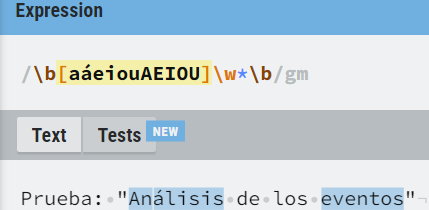 Expression
/\b[aáeiouAEIOU]\w*\b/gm
Text Tests NEW
Prueba: "Análisis de los eventos"